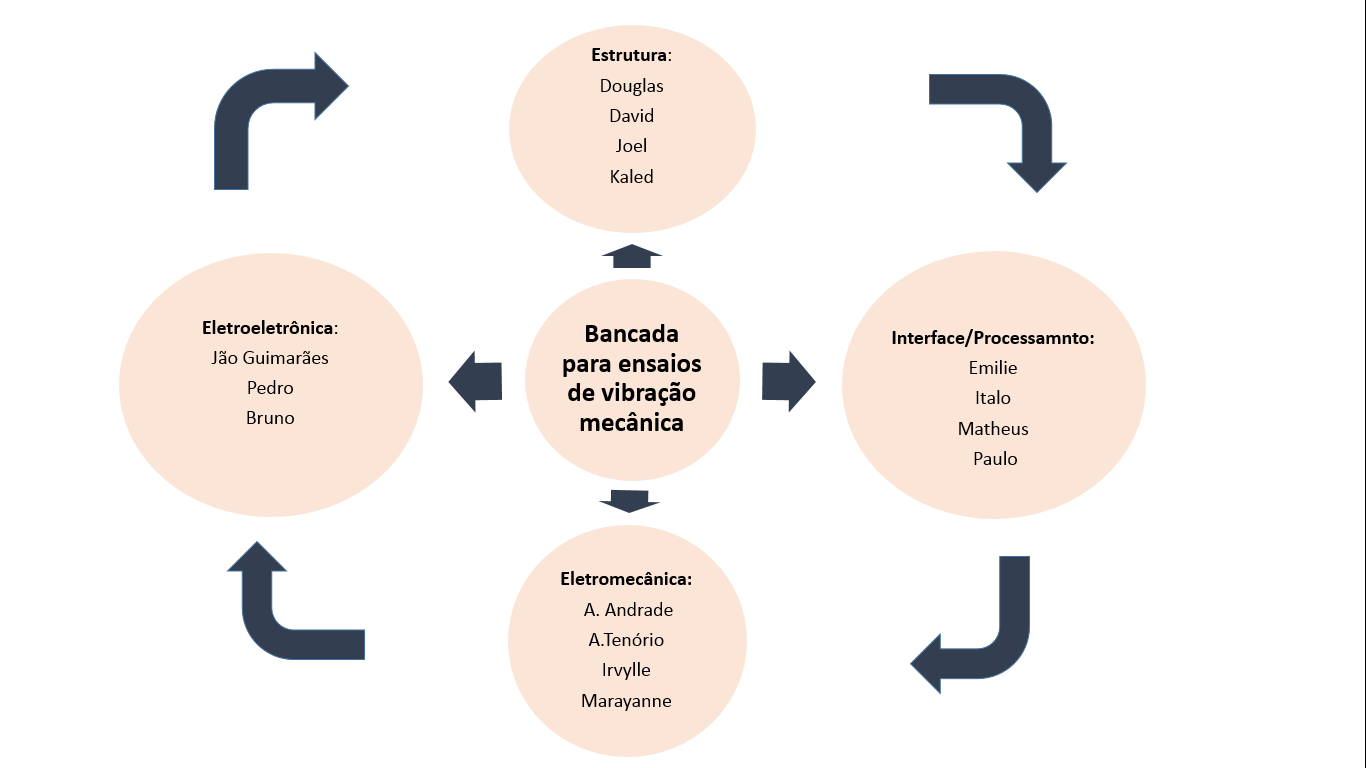 Estrutura:
Douglas
David
Joel
Kaled
Eletroeletrônica:
Jão Guimarães
Pedro
Bruno
Bancada
para ensaios
de vibração
mecânica
Interface/Processamnto:
Emilie
Italo
Matheus
Paulo
Eletromecânica:
A. Andrade
A.Tenório
Irvylle
Marayanne